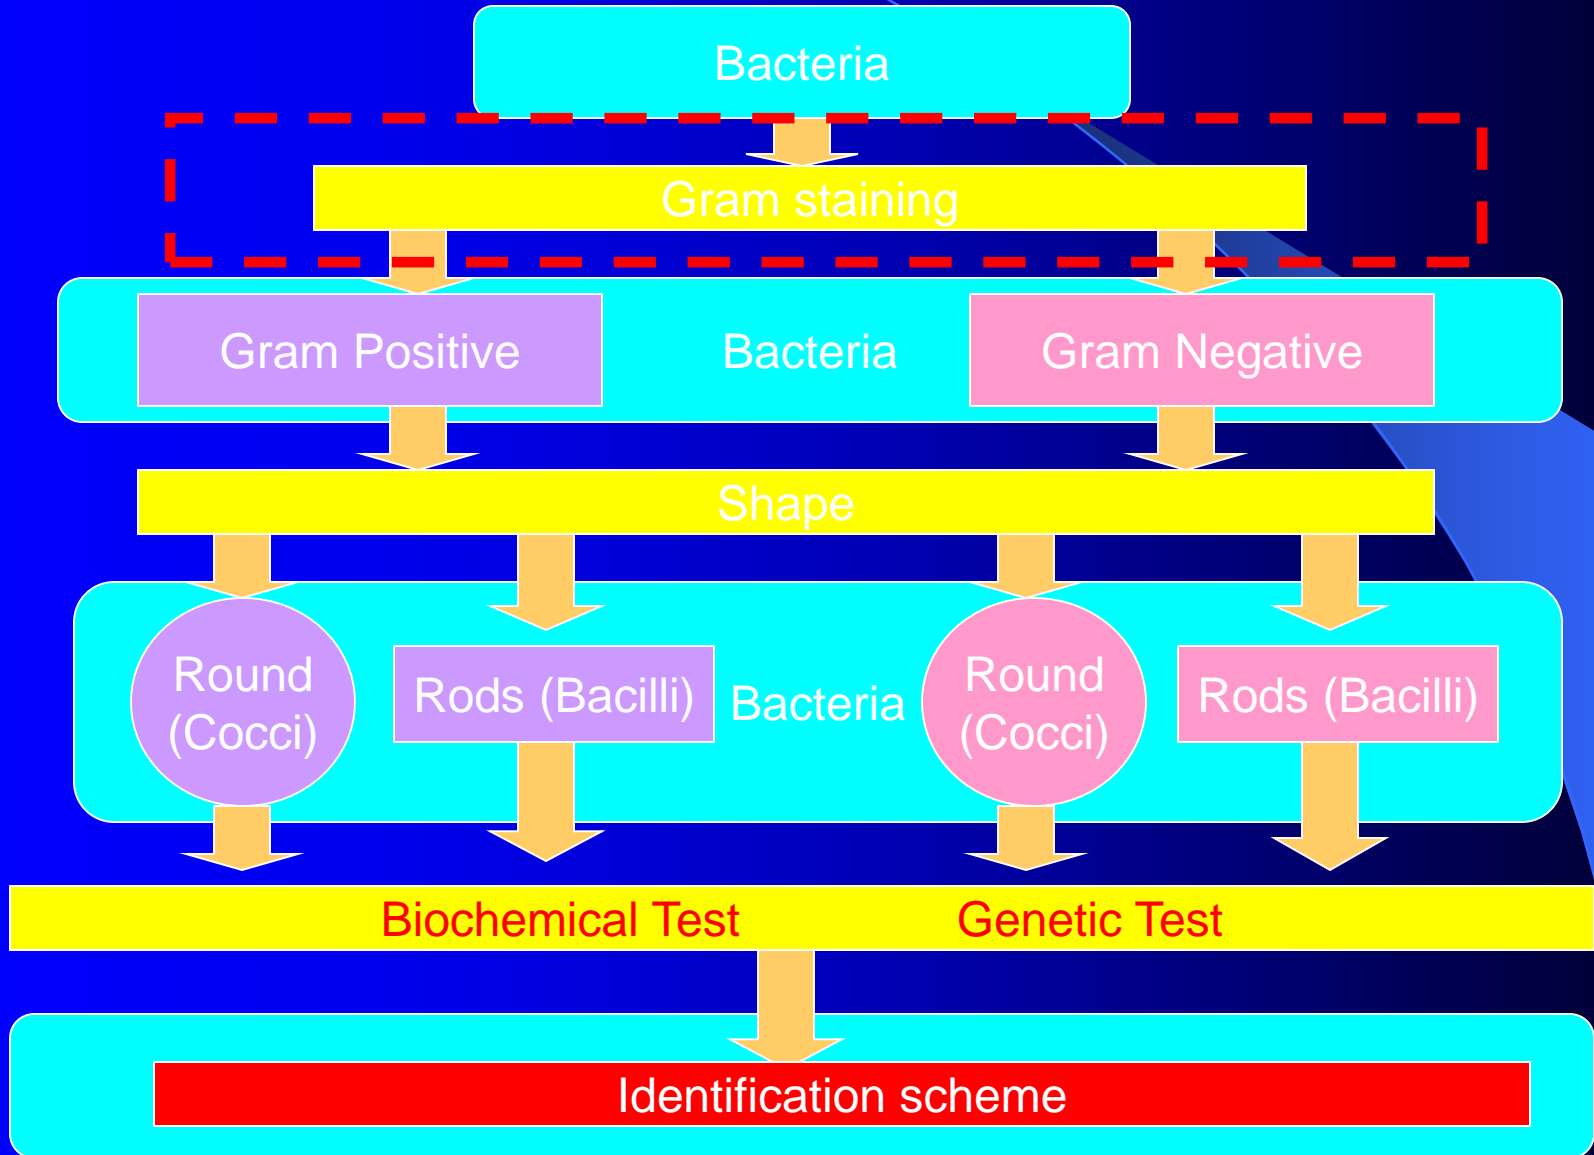 Bacteria
Gram staining
Gram Positive
Bacteria
Gram Negative
Shape
Round
(Cocci)
Rods (Bacilli)
Bacteria
Round
(Cocci)
Rods (Bacilli)
Biochemical Test
Genetic Test
Identification scheme